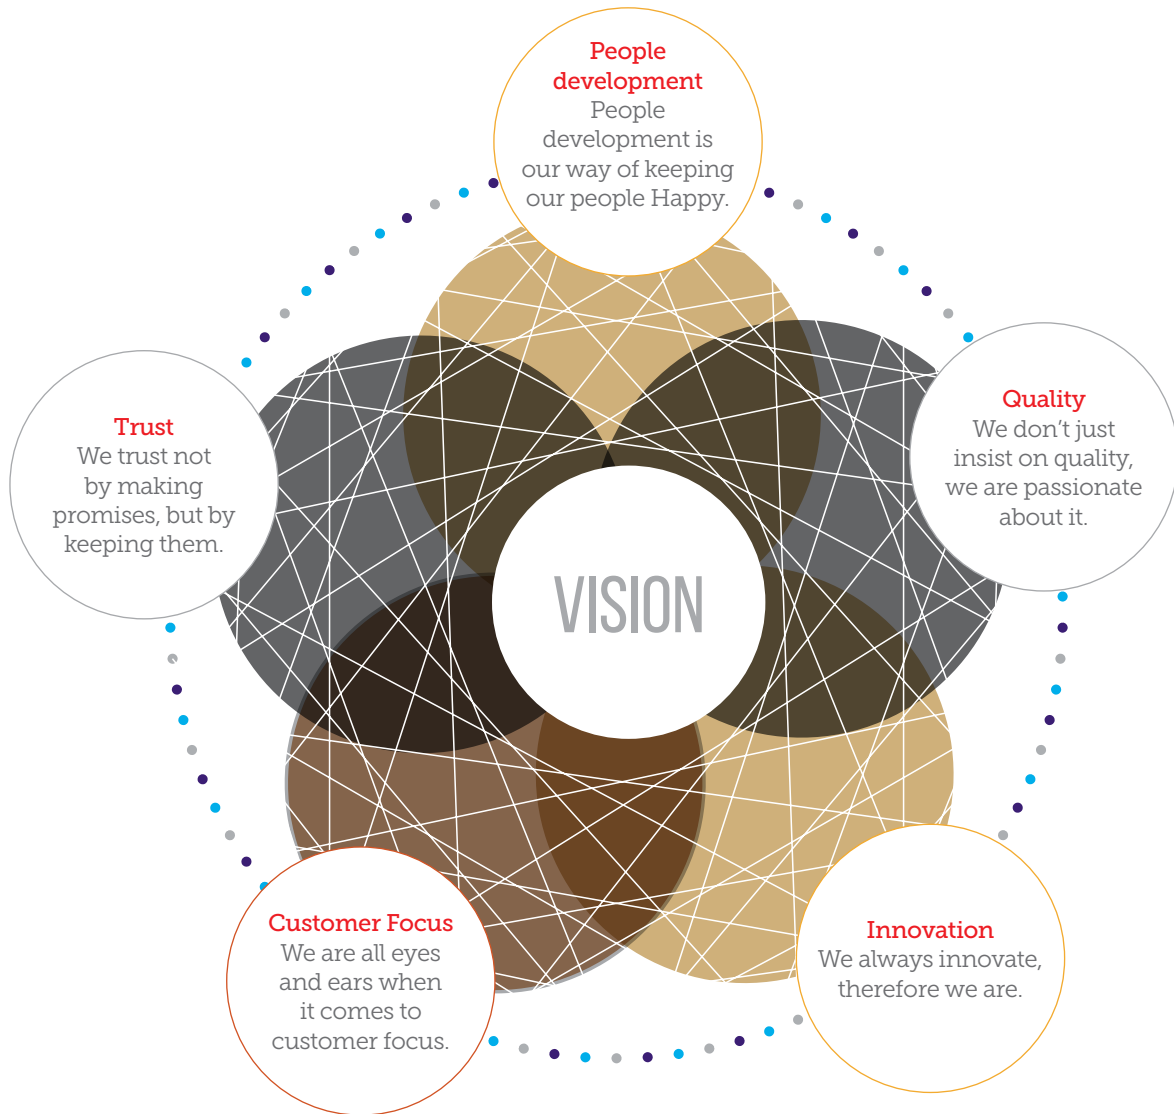 People
development
People
development is
our way of keeping
our people Happy.
Trust
We trust not
by making
promises, but by
keeping them.
Quality
We don’t just
insist on quality,
we are passionate
about it.
VISION
Customer Focus
We are all eyes
and ears when
it comes to
customer focus.
Innovation
We always innovate,
therefore we are.